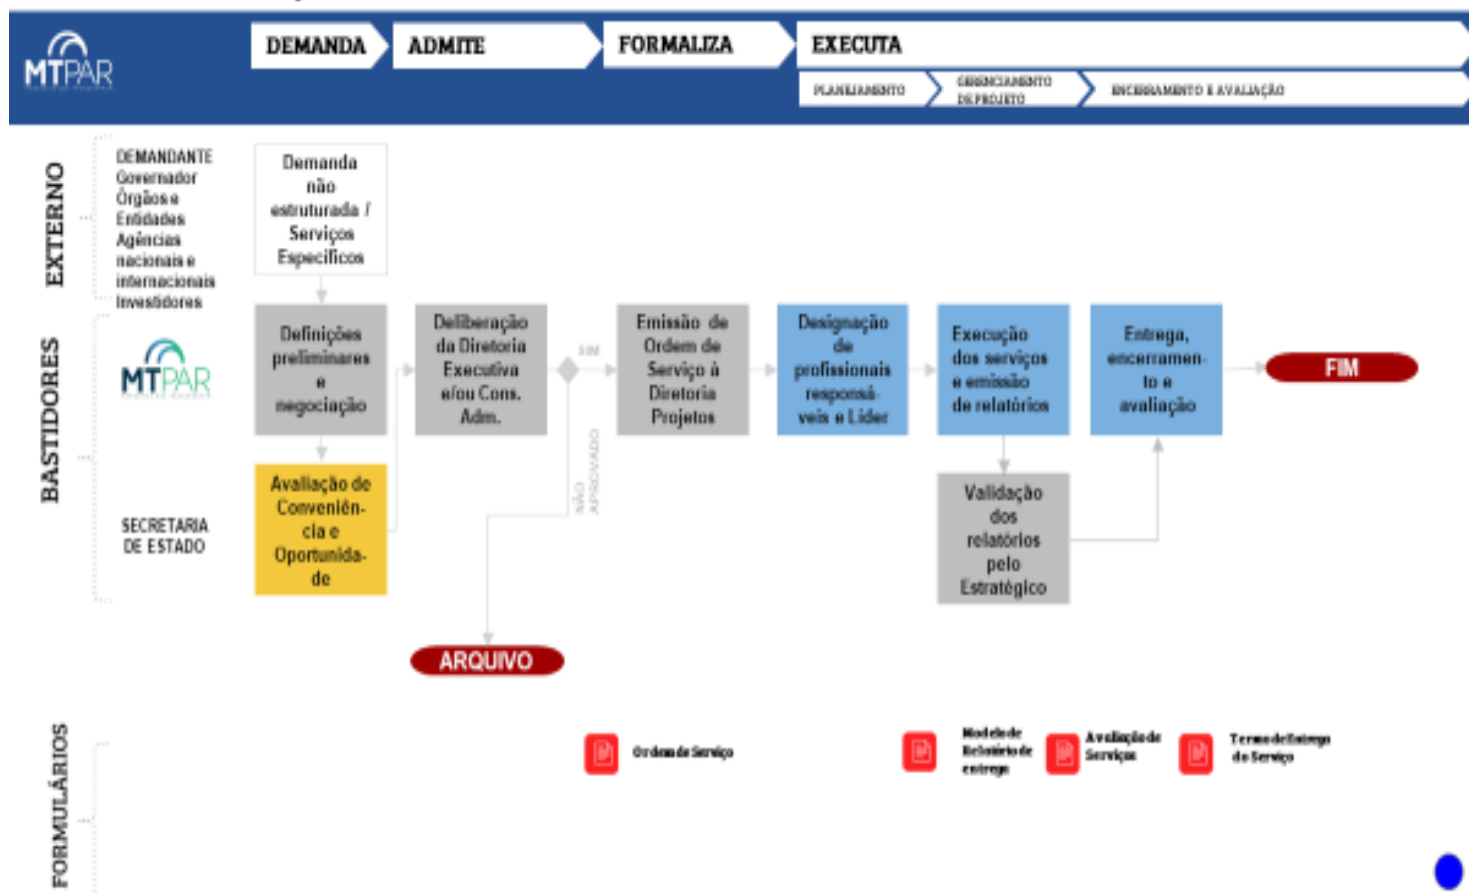 MTPAR
DEMANDA
ADMITE
FORMALIZA
EXECUTA
PLANEJAMENTO
GERENCIAMENTO
DE PROJETO
ENCERRAMENTO E AVALIAÇÃO
EXTERNO
DEMANDANTE
Governador
Órgãos e
Entidades
Agências
nacionais e
internacionais
Investidores
Demanda
não
estruturada /
Serviços
Específicos
BASTIDORES
MTPAR
SECRETARIA
DE ESTADO
Definições
preliminares
e
negociação
Avaliação de
Conveniên-
cia e
Oportunida-
de
Deliberação
da Diretoria
Executiva
e/ou Cons.
Adm.
SIM
NÃO
APROVADO
ARQUIVO
Emissão de
Ordem de
Serviço à
Diretoria
Projetos
Designação
de
profissionais
responsá-
veis e Líder
Execução
dos serviços
e emissão
de relatórios
Validação
dos
relatórios
pelo
Estratégico
Entrega,
encerramen-
to e
avaliação
FIM
FORMULÁRIOS
Ordem de Serviço
Modelo de
Relatório de
entrega
Avaliação de
Serviços
Termo de Entrega
do Serviço